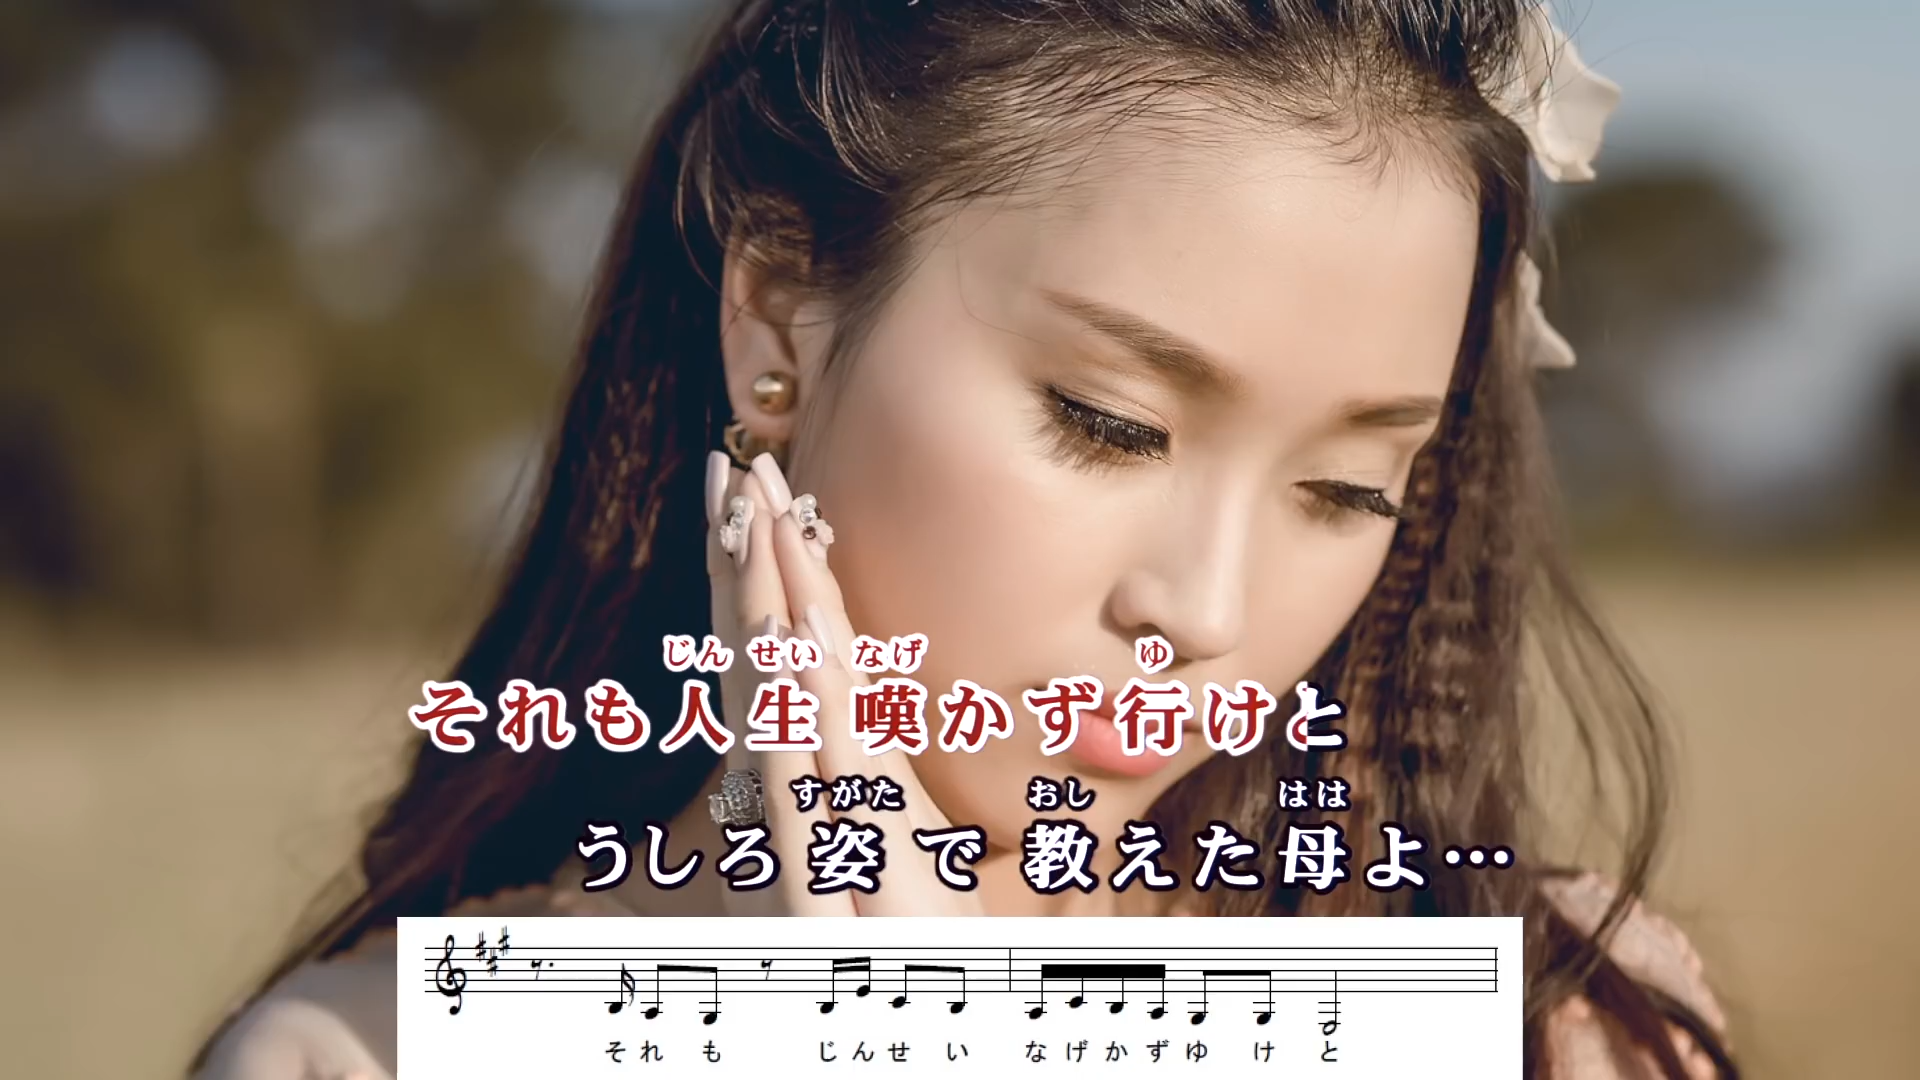 じん せい なげ ゆ
それも人生 嘆かず行けと
すがた おし はは
うしろ姿で教えた母よ…
それも じんせい なげかずゆけと